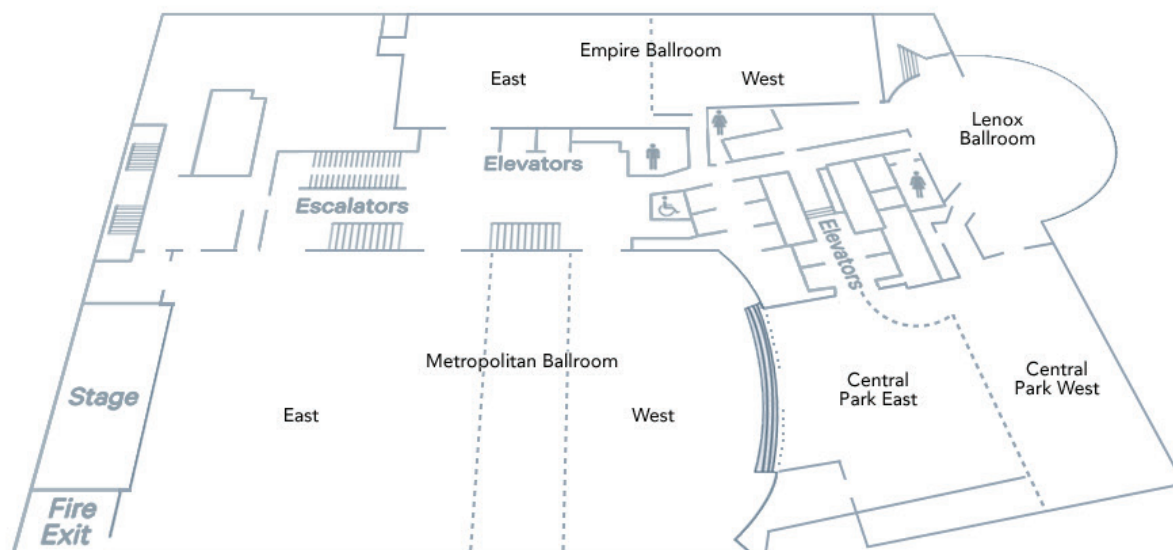 Empire Ballroom
East
West
Lenox
Ballroom
Elevators
Escalators
Elevators
Metropolitan Ballroom
Stage
East
West
Central
Park East
Central
Park West
Fire
Exit